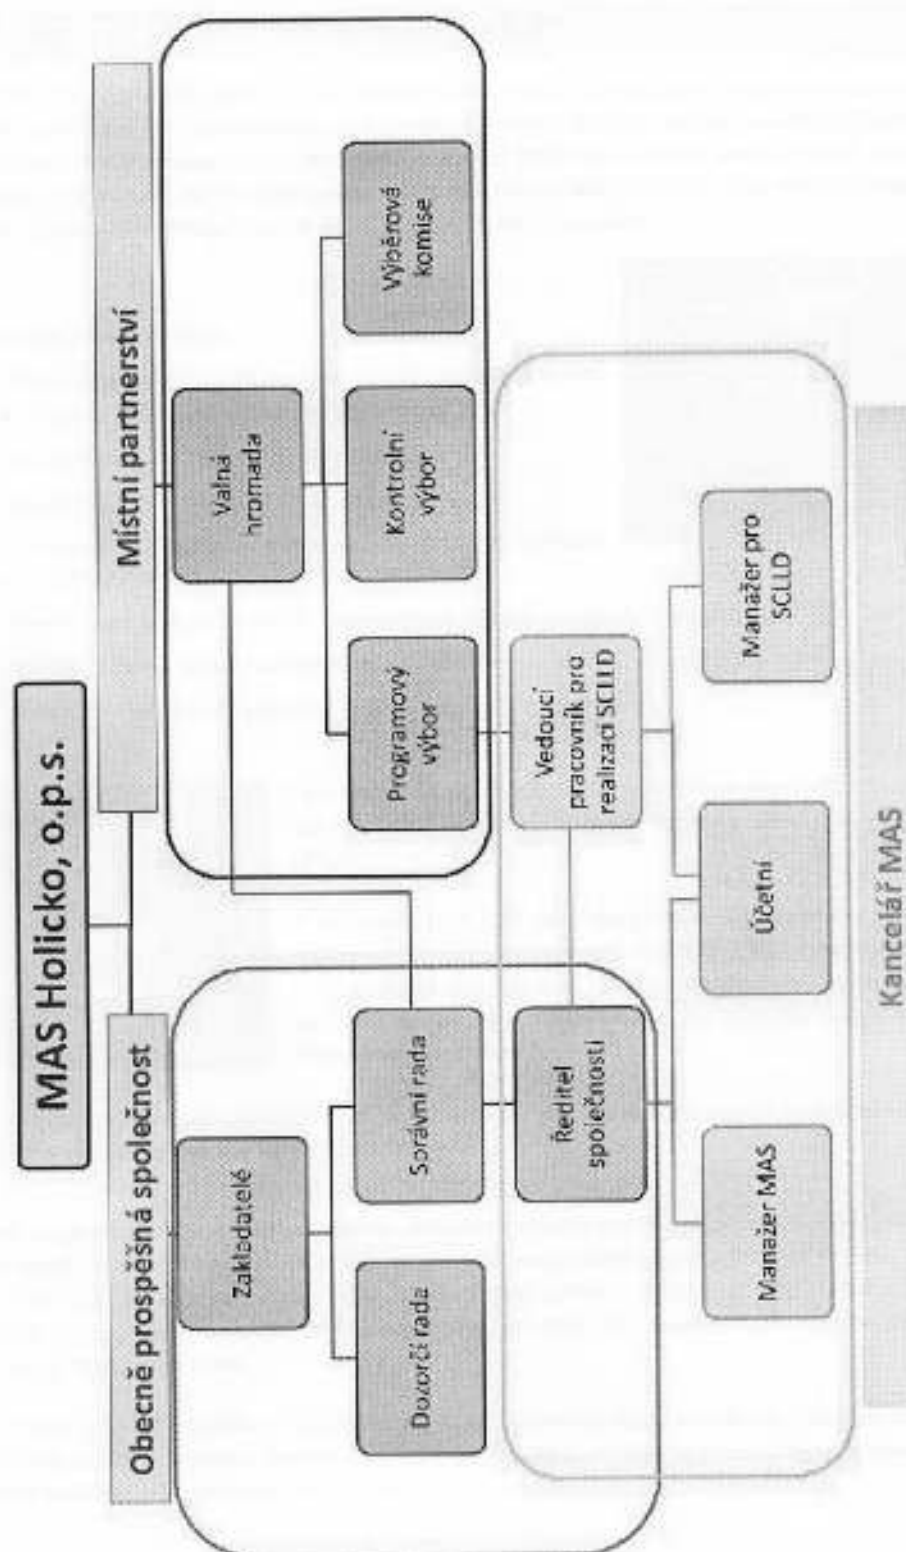 MAS Holicko, o.p.s.
Obecně prospěšná společnost
Místní partnerství
Zakladatelé
Valná
hromada
Dozorčí rada
Správní rada
Programový
výbor
Kontrolní
výbor
Výběrová
komise
Ředitel
společnosti
Vedoucí
pracovník pro
realizaci SCLLD
Manažer MAS
Účetní
Manažer pro
SCLLD
Kancelář MAS